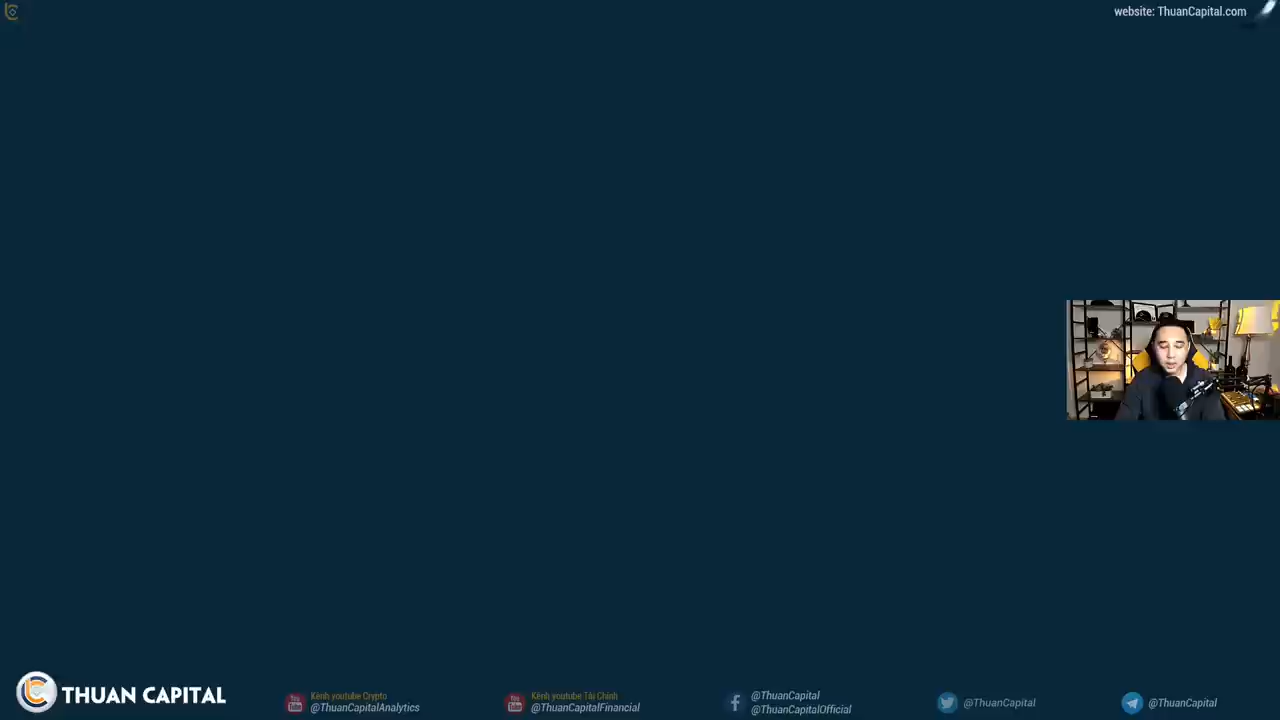 website: ThuanCapital.com
THUAN CAPITAL
Kênh youtube Crypto
@ThuanCapitalAnalytics
Kênh youtube Tài Chính
@ThuanCapitalFinancial
@ThuanCapital
@ThuanCapitalOfficial
@ThuanCapital
@ThuanCapital